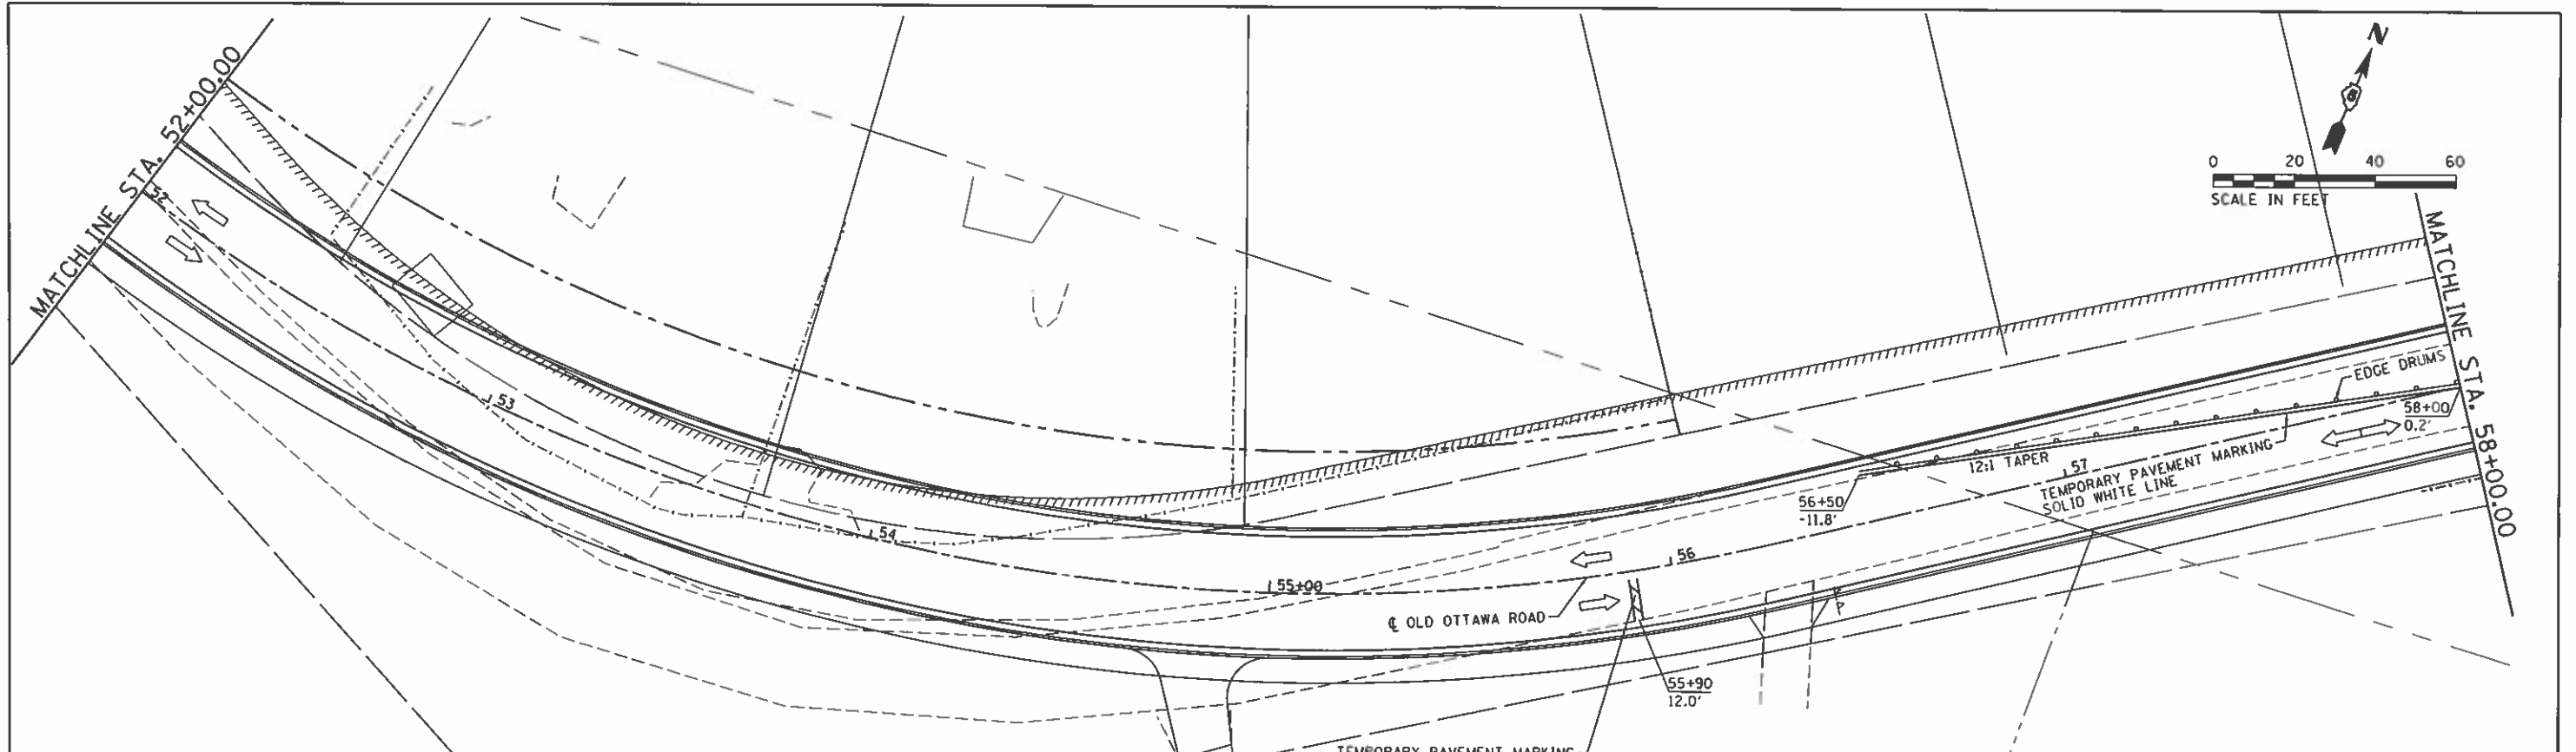 N
0 20 40 60
SCALE IN FEET
MATCHLINE STA. 52+00.00
52
53
54
55+00
56
57
MATCHLINE STA. 58+00.00
EDGE DRUMS
58+00
0.2'
12:1 TAPER
TEMPORARY PAVEMENT MARKING
SOLID WHITE LINE
56+50
-11.8'
℄ OLD OTTAWA ROAD
P
55+90
12.0'
TEMPORARY PAVEMENT MARKING